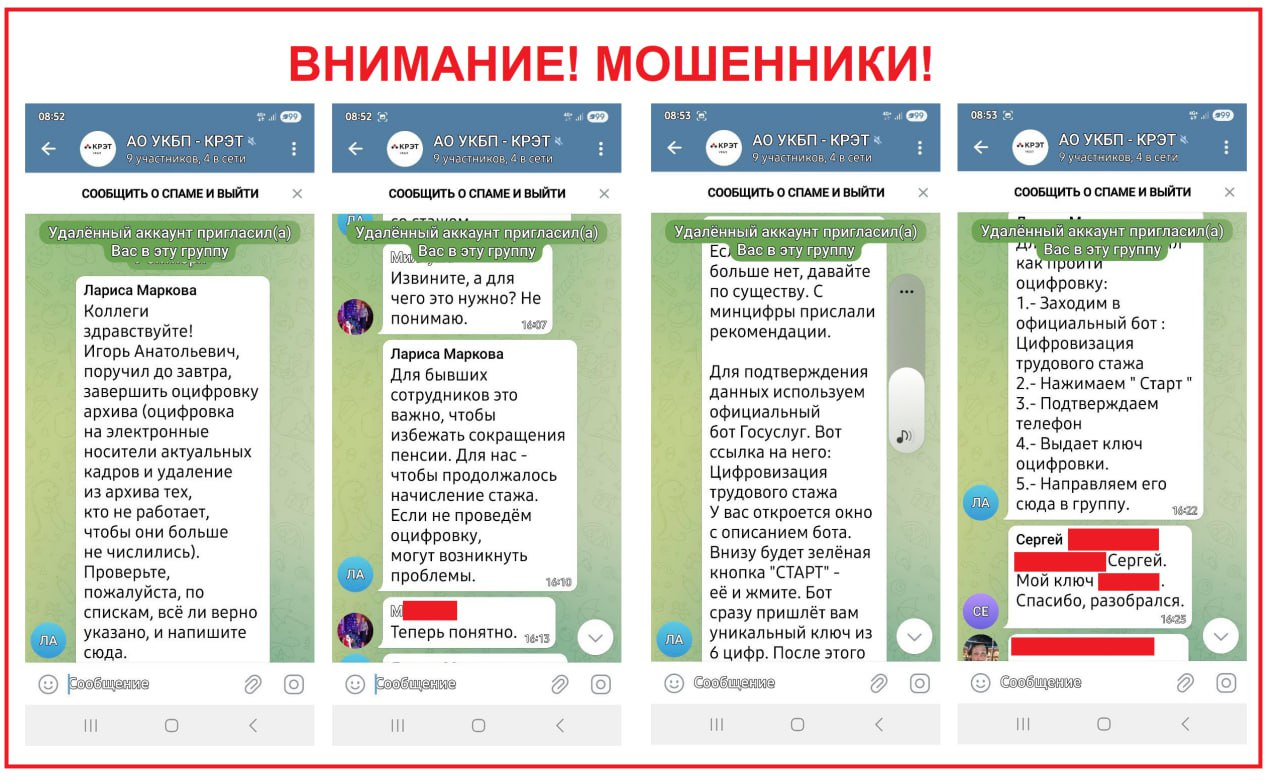 ВНИМАНИЕ! МОШЕННИКИ!
08:52
99
КРЭТ
АО УКБП - КРЭТ
9 участников, 4 в сети
СООБЩИТЬ О СПАМЕ И ВЫЙТИ
Удалённый аккаунт пригласил(а)
Вас в эту группу
Лариса Маркова
Коллеги
здравствуйте!
Игорь Анатольевич,
поручил до завтра,
завершить оцифровку
архива (оцифровка
на электронные
носители актуальных
кадров и удаление
из архива тех,
кто не работает,
чтобы они больше
не числились).
Проверьте,
пожалуйста, по
спискам, всё ли верно
указано, и напишите
сюда.
ЛА
Сообщение
08:52
99
КРЭТ
АО УКБП - КРЭТ
9 участников, 4 в сети
СООБЩИТЬ О СПАМЕ И ВЫЙТИ
ЛА
со стажем
Удалённый аккаунт пригласил(а)
Вас в эту группу
Извините, а для
чего это нужно? Не
понимаю.
16:07
Лариса Маркова
Для бывших
сотрудников это
важно, чтобы
избежать сокращения
пенсии. Для нас -
чтобы продолжалось
начисление стажа.
Если не проведём
оцифровку,
могут возникнуть
проблемы.
16:10
ЛА
М
Теперь понятно.
16:13
Сообщение
08:53
99
КРЭТ
АО УКБП - КРЭТ
9 участников, 4 в сети
СООБЩИТЬ О СПАМЕ И ВЫЙТИ
Удалённый аккаунт пригласил(а)
Вас в эту группу
больше нет, давайте
по существу. С
минцифры прислали
рекомендации.
Для подтверждения
данных используем
официальный
бот Госуслуг. Вот
ссылка на него:
Цифровизация
трудового стажа
У вас откроется окно
с описанием бота.
Внизу будет зелёная
кнопка "СТАРТ" -
её и жмите. Бот
сразу пришлёт вам
уникальный ключ из
6 цифр. После этого
ЛА
Сообщение
08:53
99
КРЭТ
АО УКБП - КРЭТ
9 участников, 4 в сети
СООБЩИТЬ О СПАМЕ И ВЫЙТИ
Удалённый аккаунт пригласил(а)
Вас в эту группу
как пройти
оцифровку:
1.- Заходим в
официальный бот :
Цифровизация
трудового стажа
2.- Нажимаем " Старт "
3.- Подтверждаем
телефон
4.- Выдает ключ
оцифровки.
5.- Направляем его
сюда в группу.
16:22
ЛА
Сергей
Сергей.
Мой ключ .
Спасибо, разобрался.
16:25
СЕ
Сообщение